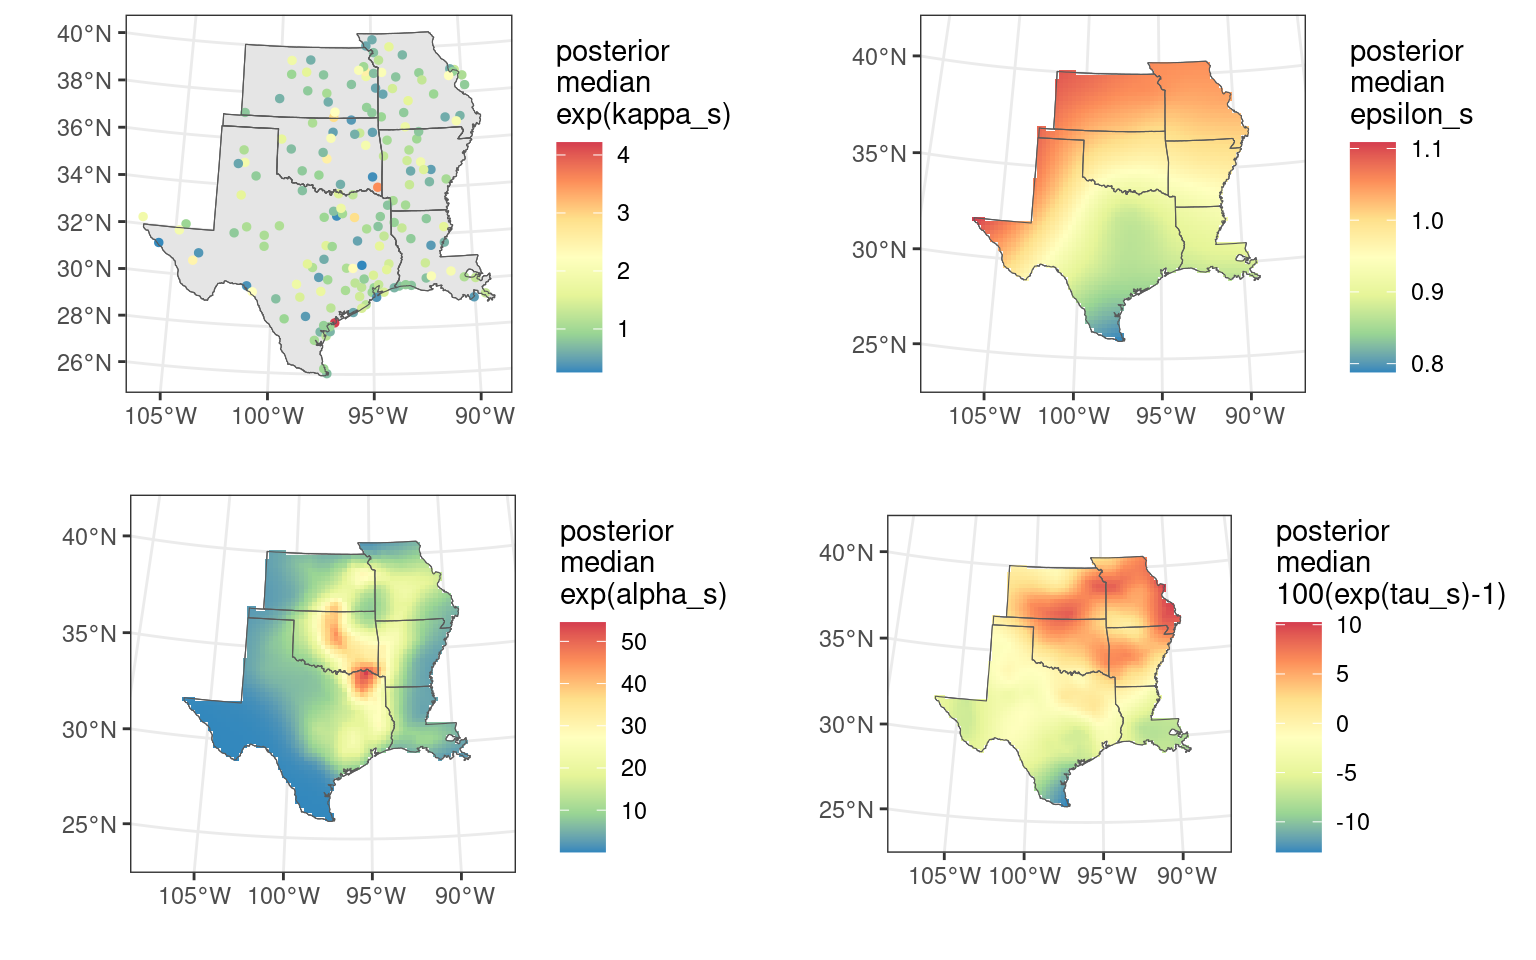 posterior
median
exp(kappa_s)
4
3
2
1
40°N
38°N
36°N
34°N
32°N
30°N
28°N
26°N
105°W 100°W 95°W 90°W
posterior
median
epsilon_s
1.1
1.0
0.9
0.8
40°N
35°N
30°N
25°N
105°W 100°W 95°W 90°W
posterior
median
exp(alpha_s)
50
40
30
20
10
40°N
35°N
30°N
25°N
105°W 100°W 95°W 90°W
posterior
median
100(exp(tau_s)-1)
10
5
0
-5
-10
40°N
35°N
30°N
25°N
105°W 100°W 95°W 90°W